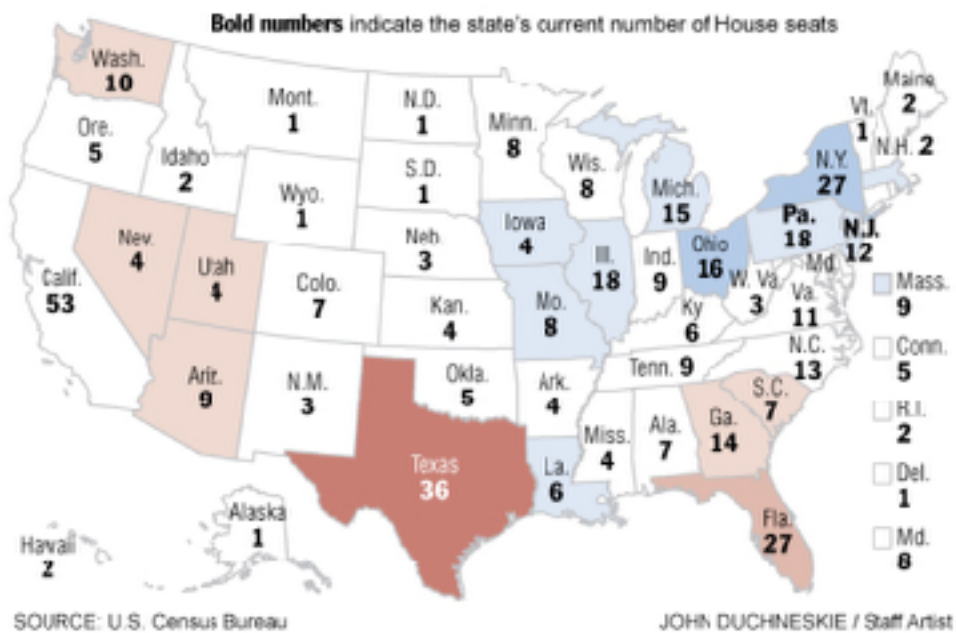 Bold numbers indicate the state's current number of House seats
Wash.
10
Ore.
5
Idaho
2
Mont.
1
N.D.
1
Minn.
8
Wis.
8
Mich.
15
Maine
2
Vt.
1
N.H. 2
N.Y.
27
Wyo.
1
S.D.
1
Iowa
4
Neb.
3
Nev.
4
Utah
4
Colo.
7
Calif.
53
Kan.
4
Mo.
8
Ill.
18
Ind.
9
Ohio
16
Pa.
18
N.J.
12
W. Va.
3
Md.
Va.
11
Ky
6
Mass.
9
Ariz.
9
N.M.
3
Okla.
5
Ark.
4
Tenn. 9
N.C.
13
S.C.
7
Conn.
5
Texas
36
La.
6
Miss.
4
Ala.
7
Ga.
14
Fla.
27
R.I.
2
Del.
1
Md.
8
Alaska
1
Hawaii
2
SOURCE: U.S. Census Bureau
JOHN DUCHNESKIE / Staff Artist